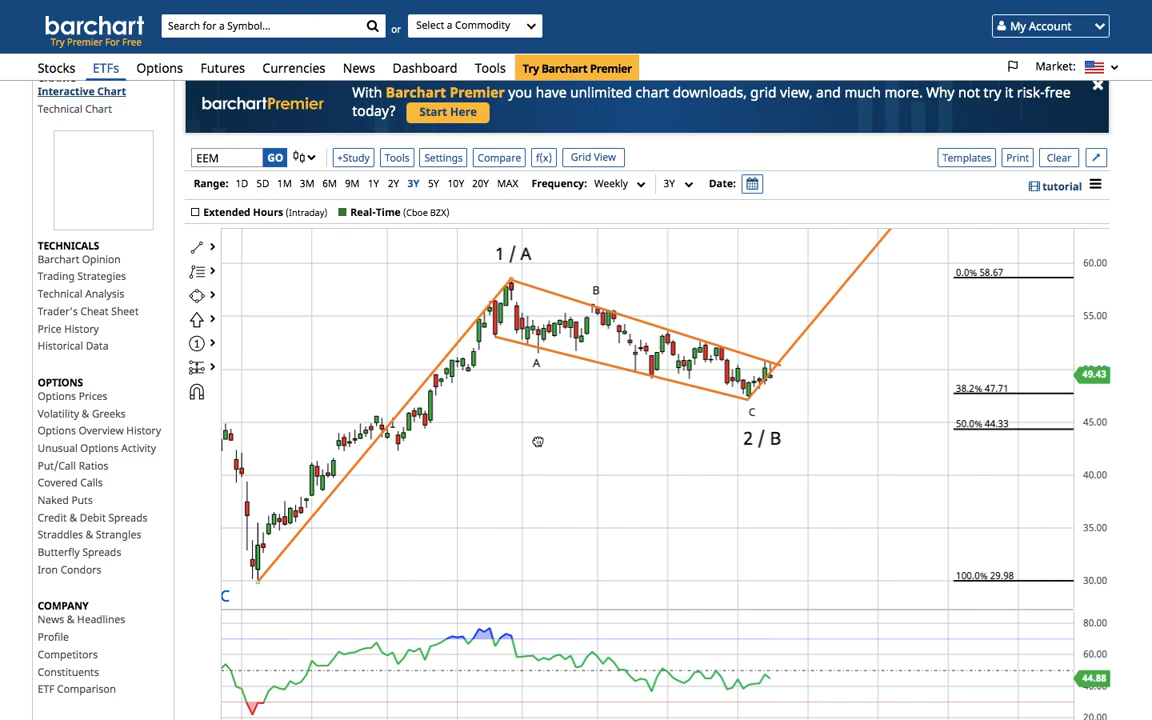 barchart
Try Premier For Free
Search for a Symbol...
or
Select a Commodity
My Account
Stocks ETFs Options Futures Currencies News Dashboard Tools Try Barchart Premier
Market:
Interactive Chart
Technical Chart
TECHNICALS
Barchart Opinion
Trading Strategies
Technical Analysis
Trader's Cheat Sheet
Price History
Historical Data
OPTIONS
Options Prices
Volatility & Greeks
Options Overview History
Unusual Options Activity
Put/Call Ratios
Covered Calls
Naked Puts
Credit & Debit Spreads
Straddles & Strangles
Butterfly Spreads
Iron Condors
COMPANY
News & Headlines
Profile
Competitors
Constituents
ETF Comparison
barchartPremier
With Barchart Premier you have unlimited chart downloads, grid view, and much more. Why not try it risk-free
today? Start Here
EEM GO +Study Tools Settings Compare f(x) Grid View Templates Print Clear
Range: 1D 5D 1M 3M 6M 9M 1Y 2Y 3Y 5Y 10Y 20Y MAX Frequency: Weekly 3Y Date:
tutorial
Extended Hours (Intraday) Real-Time (Cboe BZX)
1 / A
B
A
C
2 / B
C
0.0% 58.67
38.2% 47.71
50.0% 44.33
100.0% 29.98
60.00
55.00
49.43
45.00
40.00
35.00
30.00
80.00
60.00
44.88
20.00